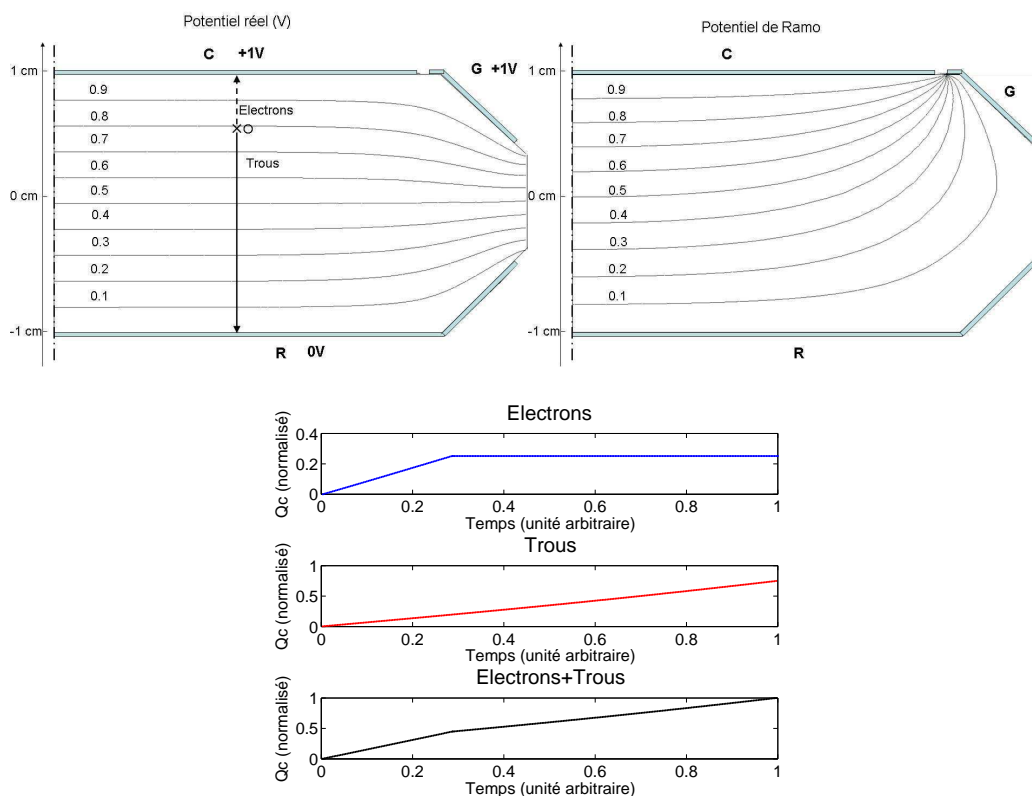 Potentiel réel (V)
C +1V
G +1V
1 cm
0.9
0.8
0.7
0.6
0.5
0.4
0.3
0.2
0.1
0 cm
-1 cm
Electrons
Trous
R 0V
Potentiel de Ramo
C
G
1 cm
0.9
0.8
0.7
0.6
0.5
0.4
0.3
0.2
0.1
0 cm
-1 cm
R
Electrons
Qc (normalisé)
0.4
0.2
0
0 0.2 0.4 0.6 0.8 1
Temps (unité arbitraire)
Trous
Qc (normalisé)
1
0.5
0
0 0.2 0.4 0.6 0.8 1
Temps (unité arbitraire)
Electrons+Trous
Qc (normalisé)
1
0.5
0
0 0.2 0.4 0.6 0.8 1
Temps (unité arbitraire)